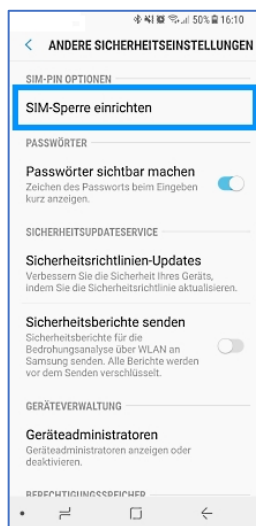 50% 16:10
ANDERE SICHERHEITSEINSTELLUNGEN
SIM-PIN OPTIONEN
SIM-Sperre einrichten
PASSWÖRTER
Passwörter sichtbar machen
Zeichen des Passworts beim Eingeben
kurz anzeigen.
SICHERHEITSUPDATESERVICE
Sicherheitsrichtlinien-Updates
Verbessern Sie die Sicherheit Ihres Geräts,
indem Sie die Sicherheitsrichtlinie aktualisieren.
Sicherheitsberichte senden
Sicherheitsberichte für die
Bedrohungsanalyse über WLAN an
Samsung senden. Alle Berichte werden
vor dem Senden verschlüsselt.
GERÄTEVERWALTUNG
Geräteadministratoren
Geräteadministratoren anzeigen oder
deaktivieren.
BERECHTIGUNGSSPEICHER